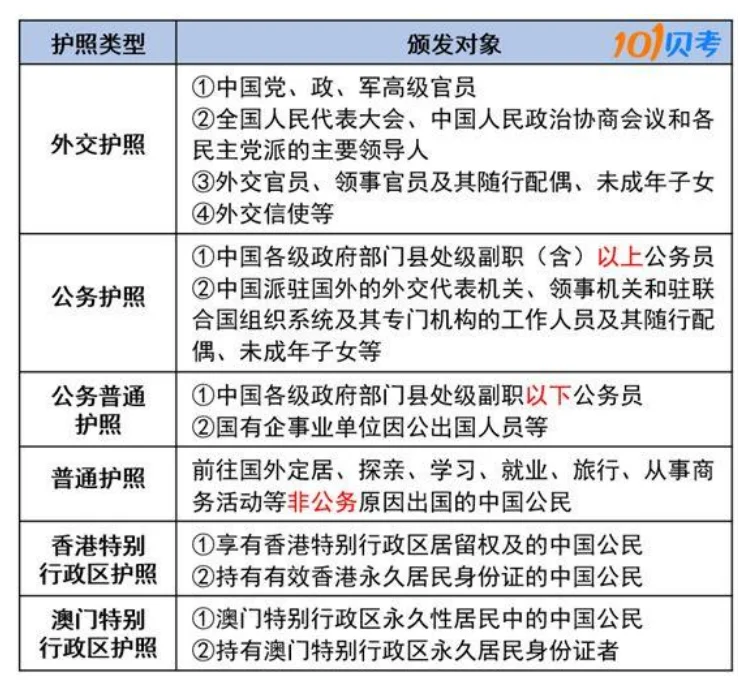 护照类型
颁发对象
101贝考
外交护照
①中国党、政、军高级官员
②全国人民代表大会、中国人民政治协商会议和各
民主党派的主要领导人
③外交官员、领事官员及其随行配偶、未成年子女
④外交信使等
公务护照
①中国各级政府部门县处级副职（含）以上公务员
②中国派驻国外的外交代表机关、领事机关和驻联
合国组织系统及其专门机构的工作人员及其随行配
偶、未成年子女等
公务普通
护照
①中国各级政府部门县处级副职以下公务员
②国有企事业单位因公出国人员等
普通护照
前往国外定居、探亲、学习、就业、旅行、从事商
务活动等非公务原因出国的中国公民
香港特别
行政区护照
①享有香港特别行政区居留权及的中国公民
②持有有效香港永久居民身份证的中国公民
澳门特别
行政区护照
①澳门特别行政区永久性居民中的中国公民
②持有澳门特别行政区永久居民身份证者